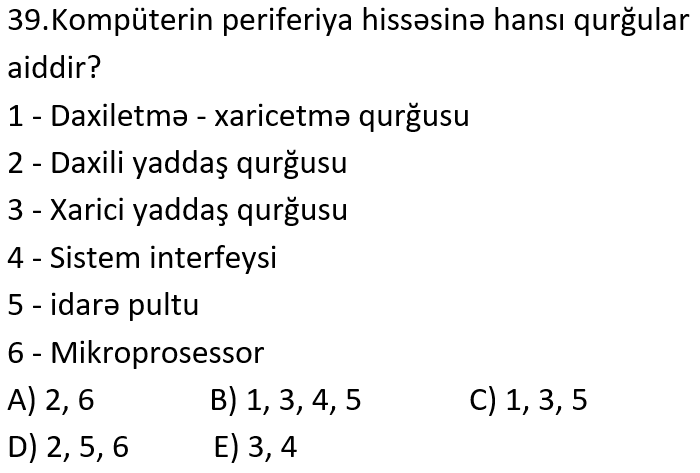 39.Kompüterin periferiya hissəsinə hansı qurğular
aiddir?
1 - Daxiletmə - xaricetmə qurğusu
2 - Daxili yaddaş qurğusu
3 - Xarici yaddaş qurğusu
4 - Sistem interfeysi
5 - idarə pultu
6 - Mikroprosessor
A) 2, 6 B) 1, 3, 4, 5 C) 1, 3, 5
D) 2, 5, 6 E) 3, 4